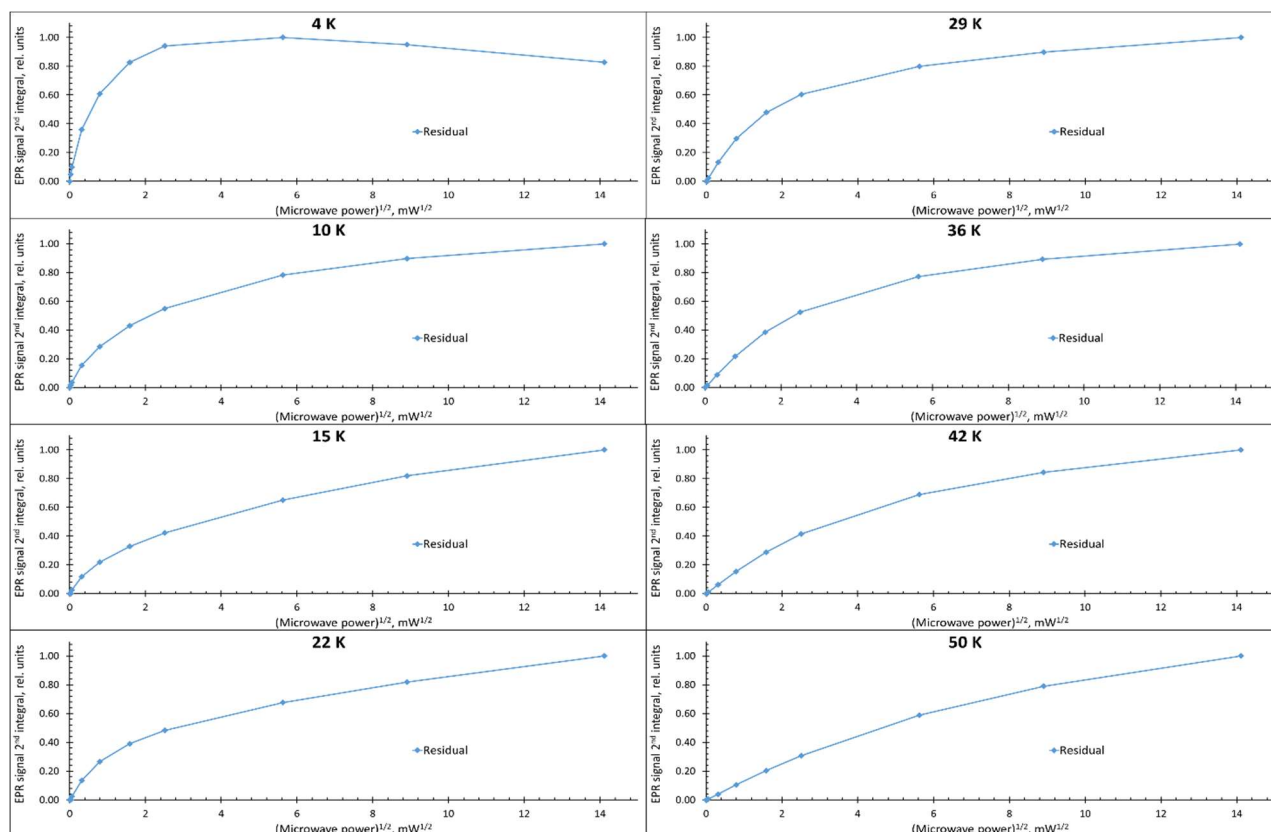 4 K
EPR signal 2nd integral, rel. units
1.00
0.80
0.60
0.40
0.20
0.00
Residual
0 2 4 6 8 10 12 14
(Microwave power)1/2, mW1/2
29 K
EPR signal 2nd integral, rel. units
1.00
0.80
0.60
0.40
0.20
0.00
Residual
0 2 4 6 8 10 12 14
(Microwave power)1/2, mW1/2
10 K
EPR signal 2nd integral, rel. units
1.00
0.80
0.60
0.40
0.20
0.00
Residual
0 2 4 6 8 10 12 14
(Microwave power)1/2, mW1/2
36 K
EPR signal 2nd integral, rel. units
1.00
0.80
0.60
0.40
0.20
0.00
Residual
0 2 4 6 8 10 12 14
(Microwave power)1/2, mW1/2
15 K
EPR signal 2nd integral, rel. units
1.00
0.80
0.60
0.40
0.20
0.00
Residual
0 2 4 6 8 10 12 14
(Microwave power)1/2, mW1/2
42 K
EPR signal 2nd integral, rel. units
1.00
0.80
0.60
0.40
0.20
0.00
Residual
0 2 4 6 8 10 12 14
(Microwave power)1/2, mW1/2
22 K
EPR signal 2nd integral, rel. units
1.00
0.80
0.60
0.40
0.20
0.00
Residual
0 2 4 6 8 10 12 14
(Microwave power)1/2, mW1/2
50 K
EPR signal 2nd integral, rel. units
1.00
0.80
0.60
0.40
0.20
0.00
Residual
0 2 4 6 8 10 12 14
(Microwave power)1/2, mW1/2